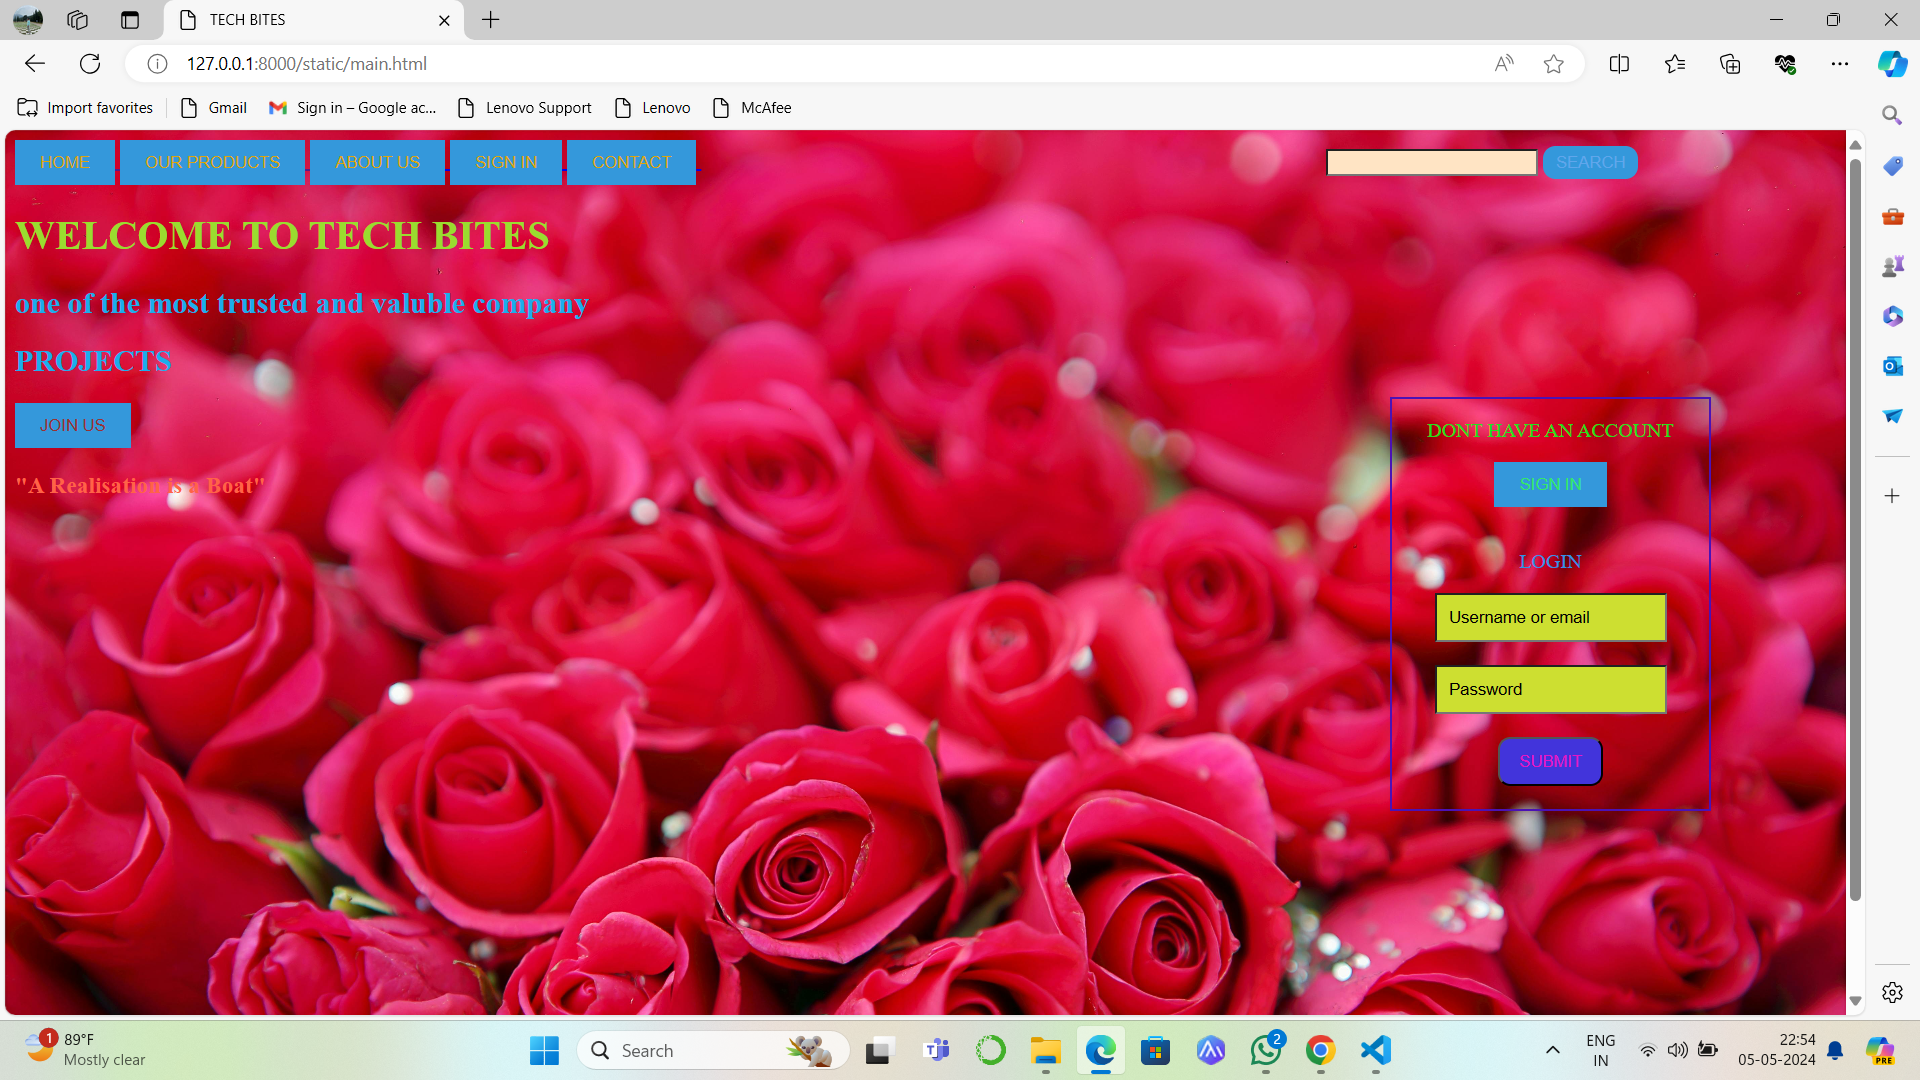 TECH BITES
127.0.0.1:8000/static/main.html
Import favorites Gmail Sign in – Google ac... Lenovo Support Lenovo McAfee
HOME OUR PRODUCTS ABOUT US SIGN IN CONTACT SEARCH
WELCOME TO TECH BITES
one of the most trusted and valuble company
PROJECTS
JOIN US
"A Realisation is a Boat"
DONT HAVE AN ACCOUNT
SIGN IN
LOGIN
Username or email
Password
SUBMIT
1 89°F
Mostly clear
Search
2
PRE
ENG
IN
22:54
05-05-2024